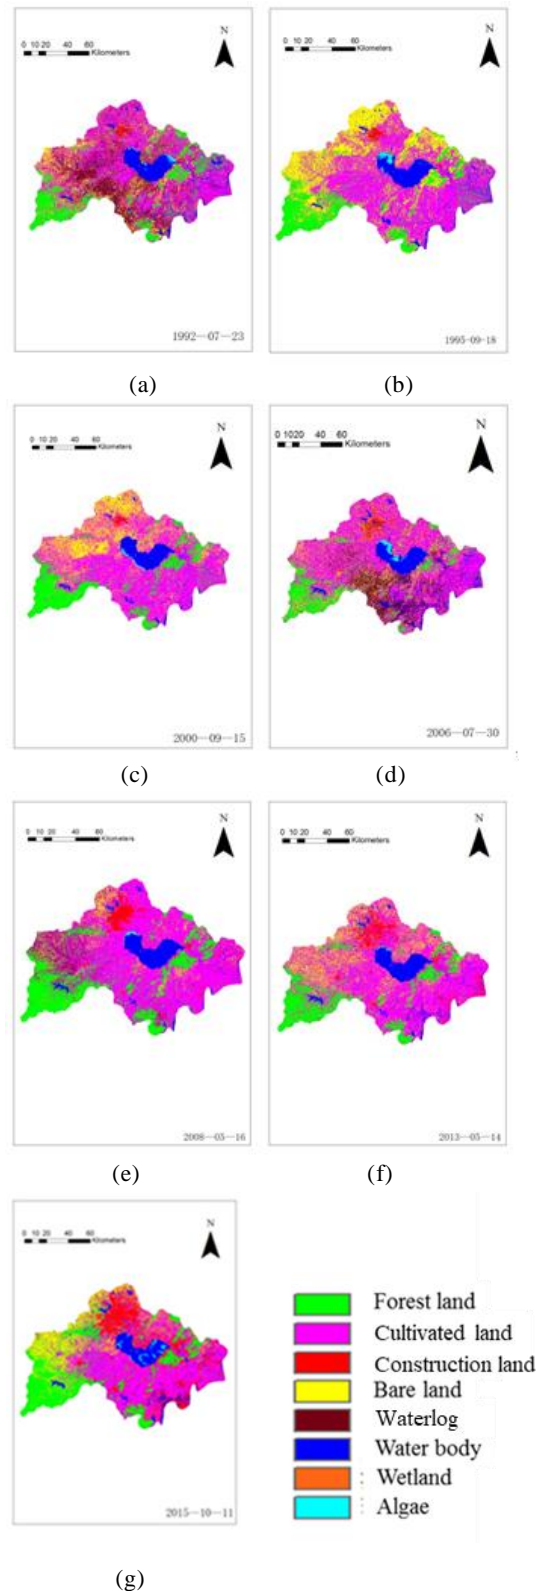 N
0 10 20 40 60
Kilometers
1992—07—23
(a)
N
0 10 20 40 60
Kilometers
1995-09-18
(b)
N
0 10 20 40 60
Kilometers
2000—09—15
(c)
N
0 1020 40 60
Kilometers
2006—07—30
(d)
N
0 10 20 40 60
Kilometers
2008—05—16
(e)
N
0 10 20 40 60
Kilometers
2013—05—14
(f)
N
0 10 20 40 60
Kilometers
2015—10—11
(g)
Forest land
Cultivated land
Construction land
Bare land
Waterlog
Water body
Wetland
Algae